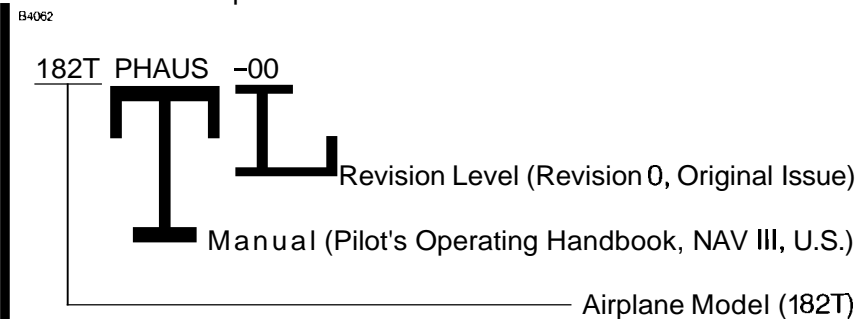 B4062
182T PHAUS -00
Revision Level (Revision 0, Original Issue)
Manual (Pilot's Operating Handbook, NAV III, U.S.)
Airplane Model (182T)